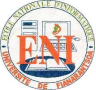 ECOLE NATIONALE D'INFORMATIQUE
ENI
UNIVERSITE DE FIANARANTSOA